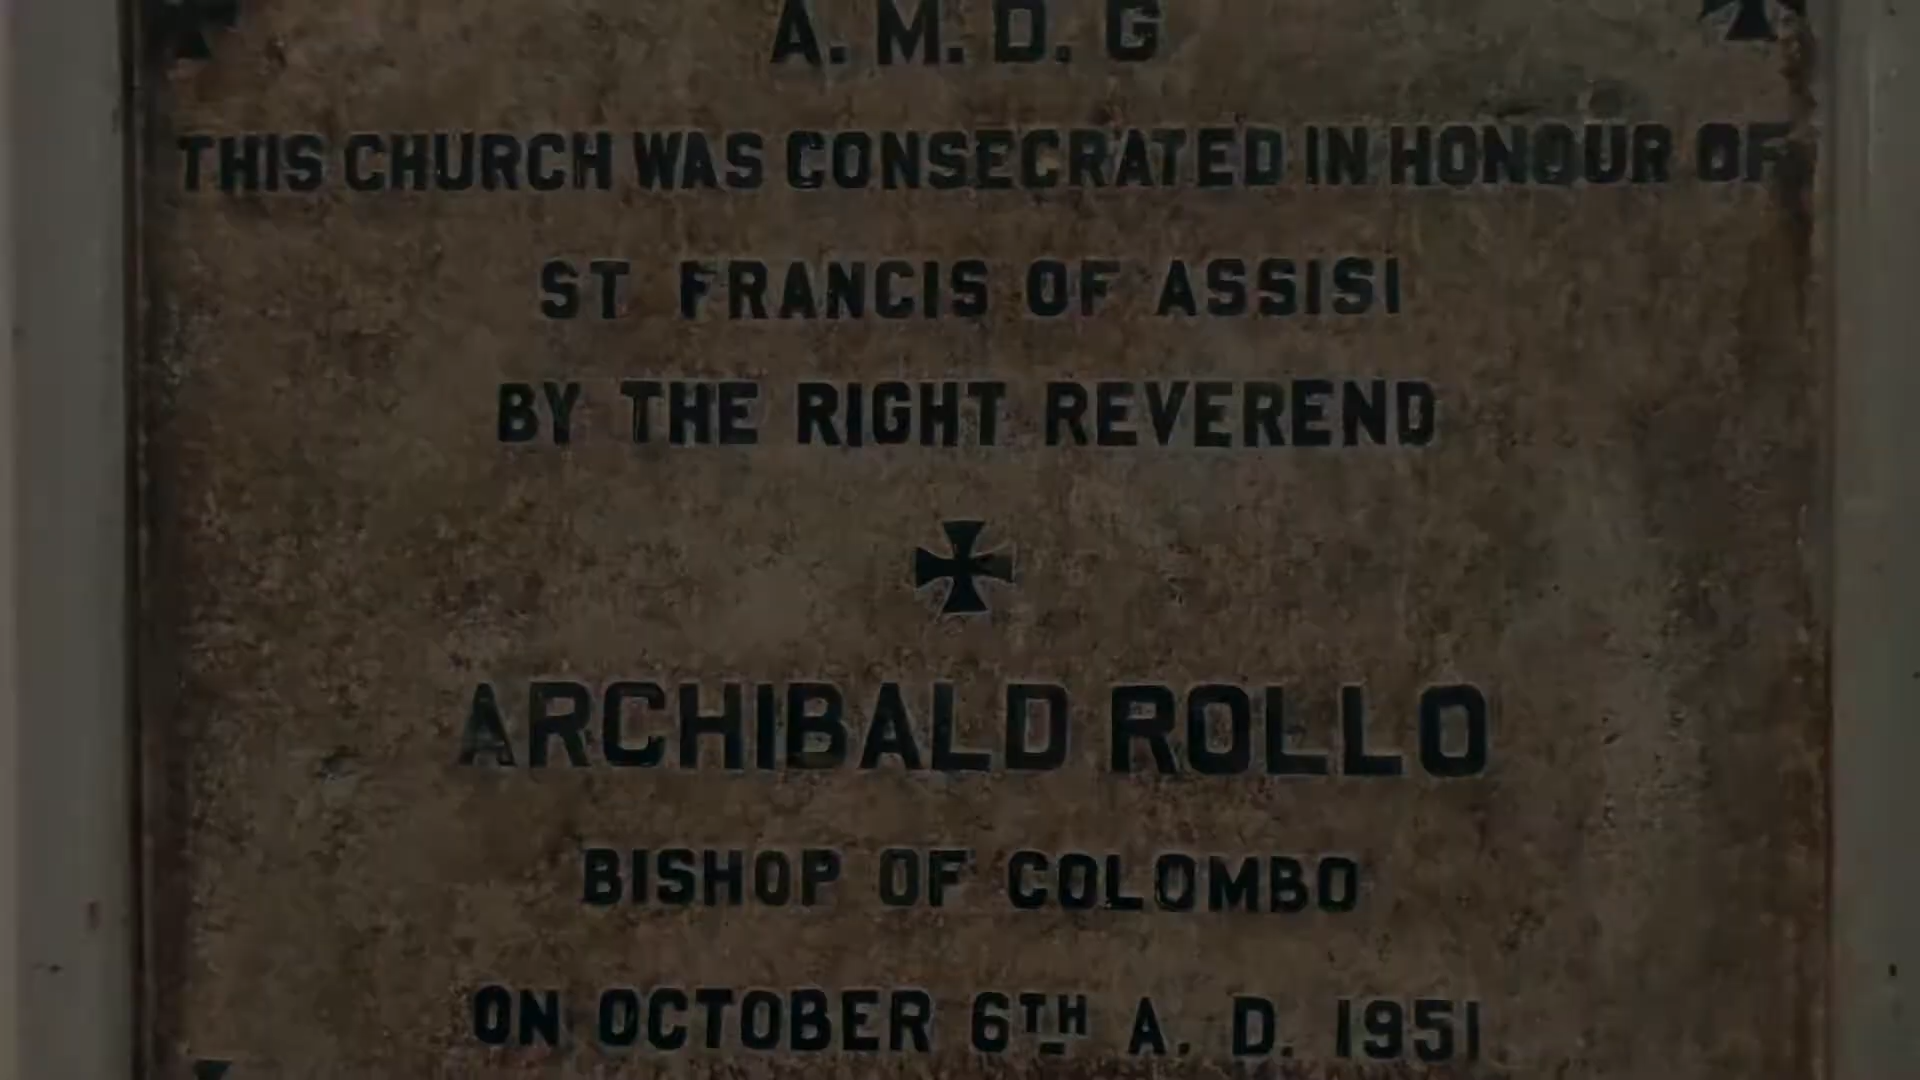 A. M. D. G
THIS CHURCH WAS CONSECRATED IN HONOUR OF
ST FRANCIS OF ASSISI
BY THE RIGHT REVEREND
ARCHIBALD ROLLO
BISHOP OF COLOMBO
ON OCTOBER 6TH A. D. 1951